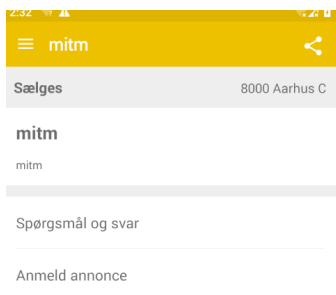 2:32
mitm
Sælges 8000 Aarhus C
mitm
mitm
Spørgsmål og svar
Anmeld annonce